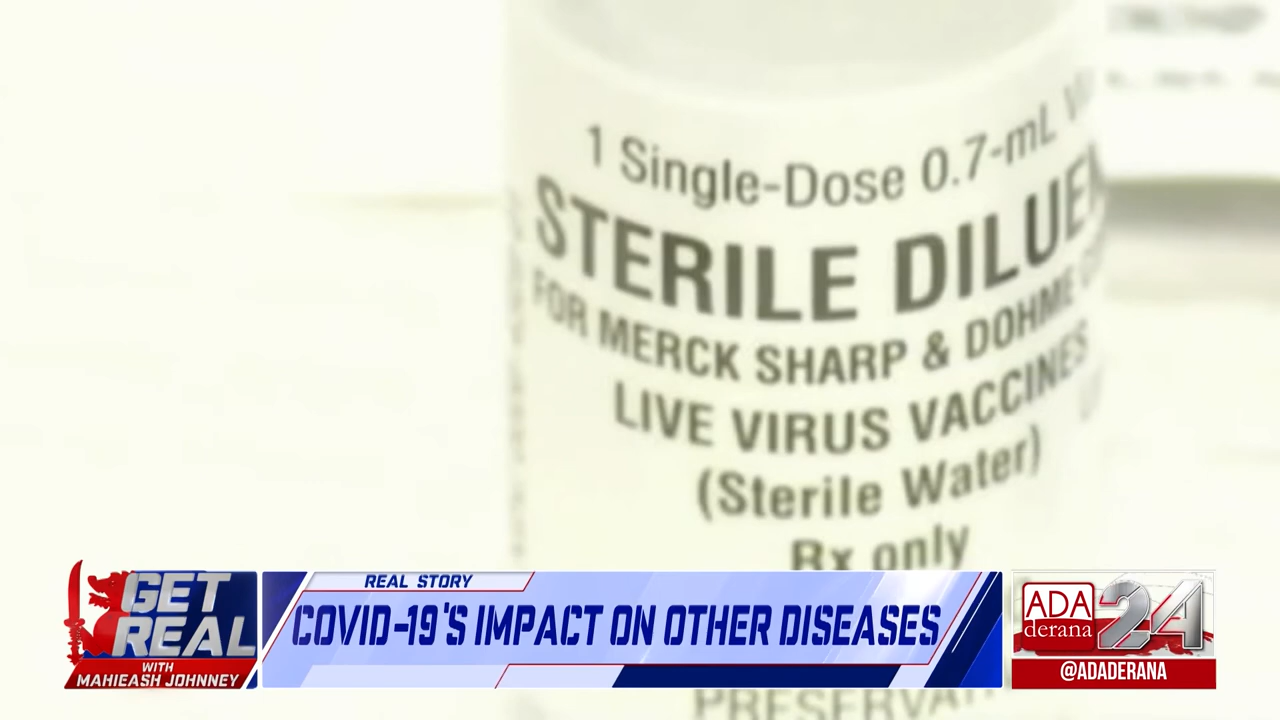 1 Single-Dose 0.7-mL
STERILE
FOR MERCK SHARP & DOHME
LIVE VIRUS VACCINES
(Sterile Water)
Rx only
REAL STORY
COVID-19'S IMPACT ON OTHER DISEASES
GET
REAL
WITH
MAHIEASH JOHNNEY
ADA
derana
24
@ADADERANA